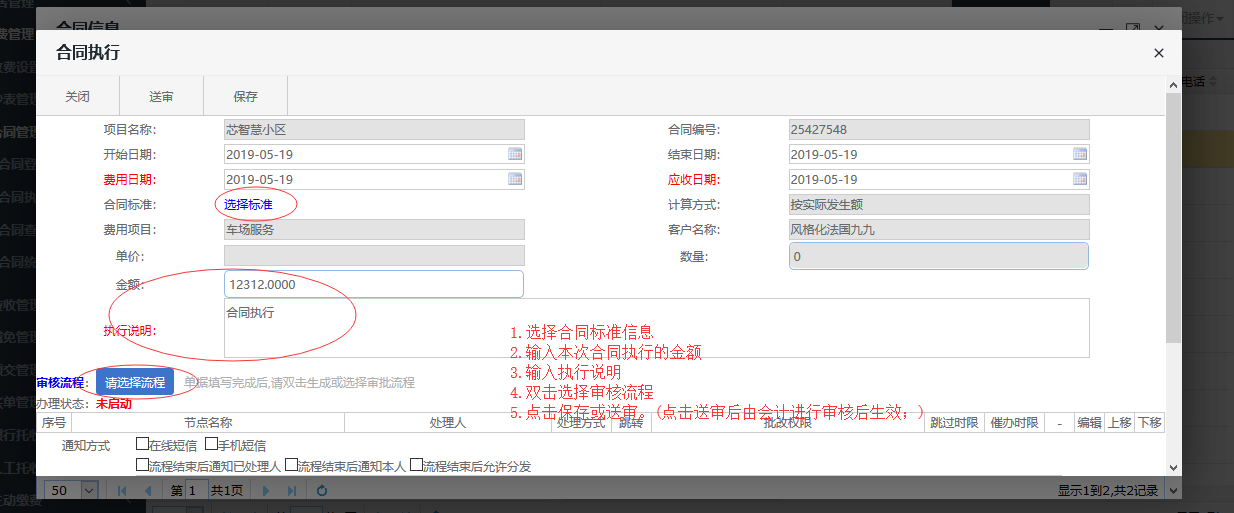 合同信息
合同执行
关闭 送审 保存
项目名称: 芯智慧小区 合同编号: 25427548
开始日期: 2019-05-19 结束日期: 2019-05-19
费用日期: 2019-05-19 应收日期: 2019-05-19
合同标准: 选择标准 计算方式: 按实际发生额
费用项目: 车场服务 客户名称: 风格化法国九九
单价: 数量: 0
金额: 12312.0000
执行说明: 合同执行
1.选择合同标准信息
2.输入本次合同执行的金额
3.输入执行说明
4.双击选择审核流程
5.点击保存或送审。(点击送审后由会计进行审核后生效;)
审核流程: 请选择流程 单据填写完成后,请双击生成或选择审批流程
办理状态: 未启动
序号 节点名称 处理人 处理方式 跳转 批改权限 跳过时限 催办时限 - 编辑 上移 下移
通知方式 在线短信 手机短信
流程结束后通知已处理人 流程结束后通知本人 流程结束后允许分发
50 第 1 共1页 显示1到2,共2记录